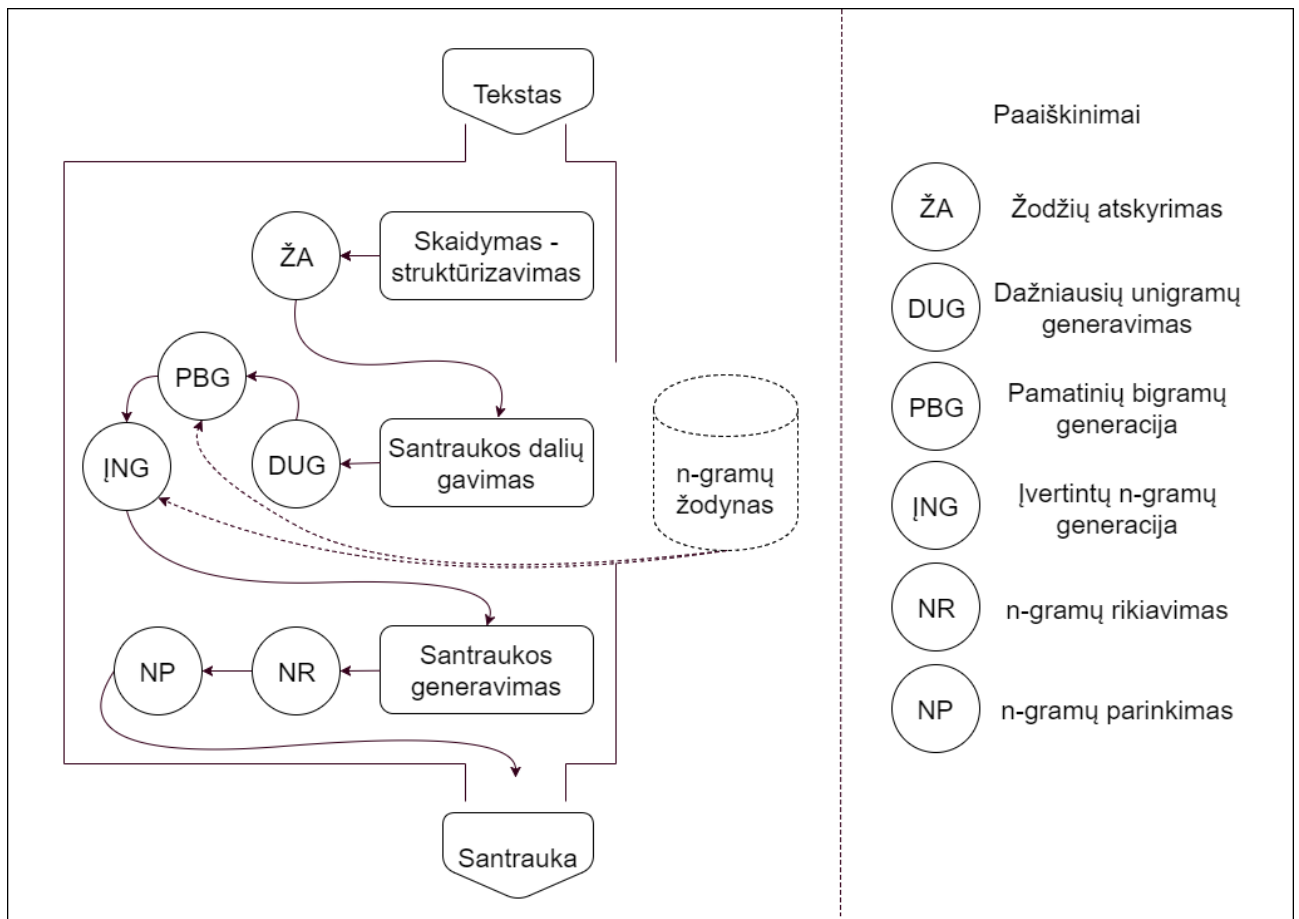 Tekstas
ŽA
Skaidymas -
struktūrizavimas
PBG
ĮNG
DUG
Santraukos dalių
gavimas
n-gramų
žodynas
NP
NR
Santraukos
generavimas
Santrauka
Paaiškinimai
ŽA
Žodžių atskyrimas
DUG
Dažniausių unigramų
generavimas
PBG
Pamatinių bigramų
generacija
ĮNG
Įvertintų n-gramų
generacija
NR
n-gramų rikiavimas
NP
n-gramų parinkimas